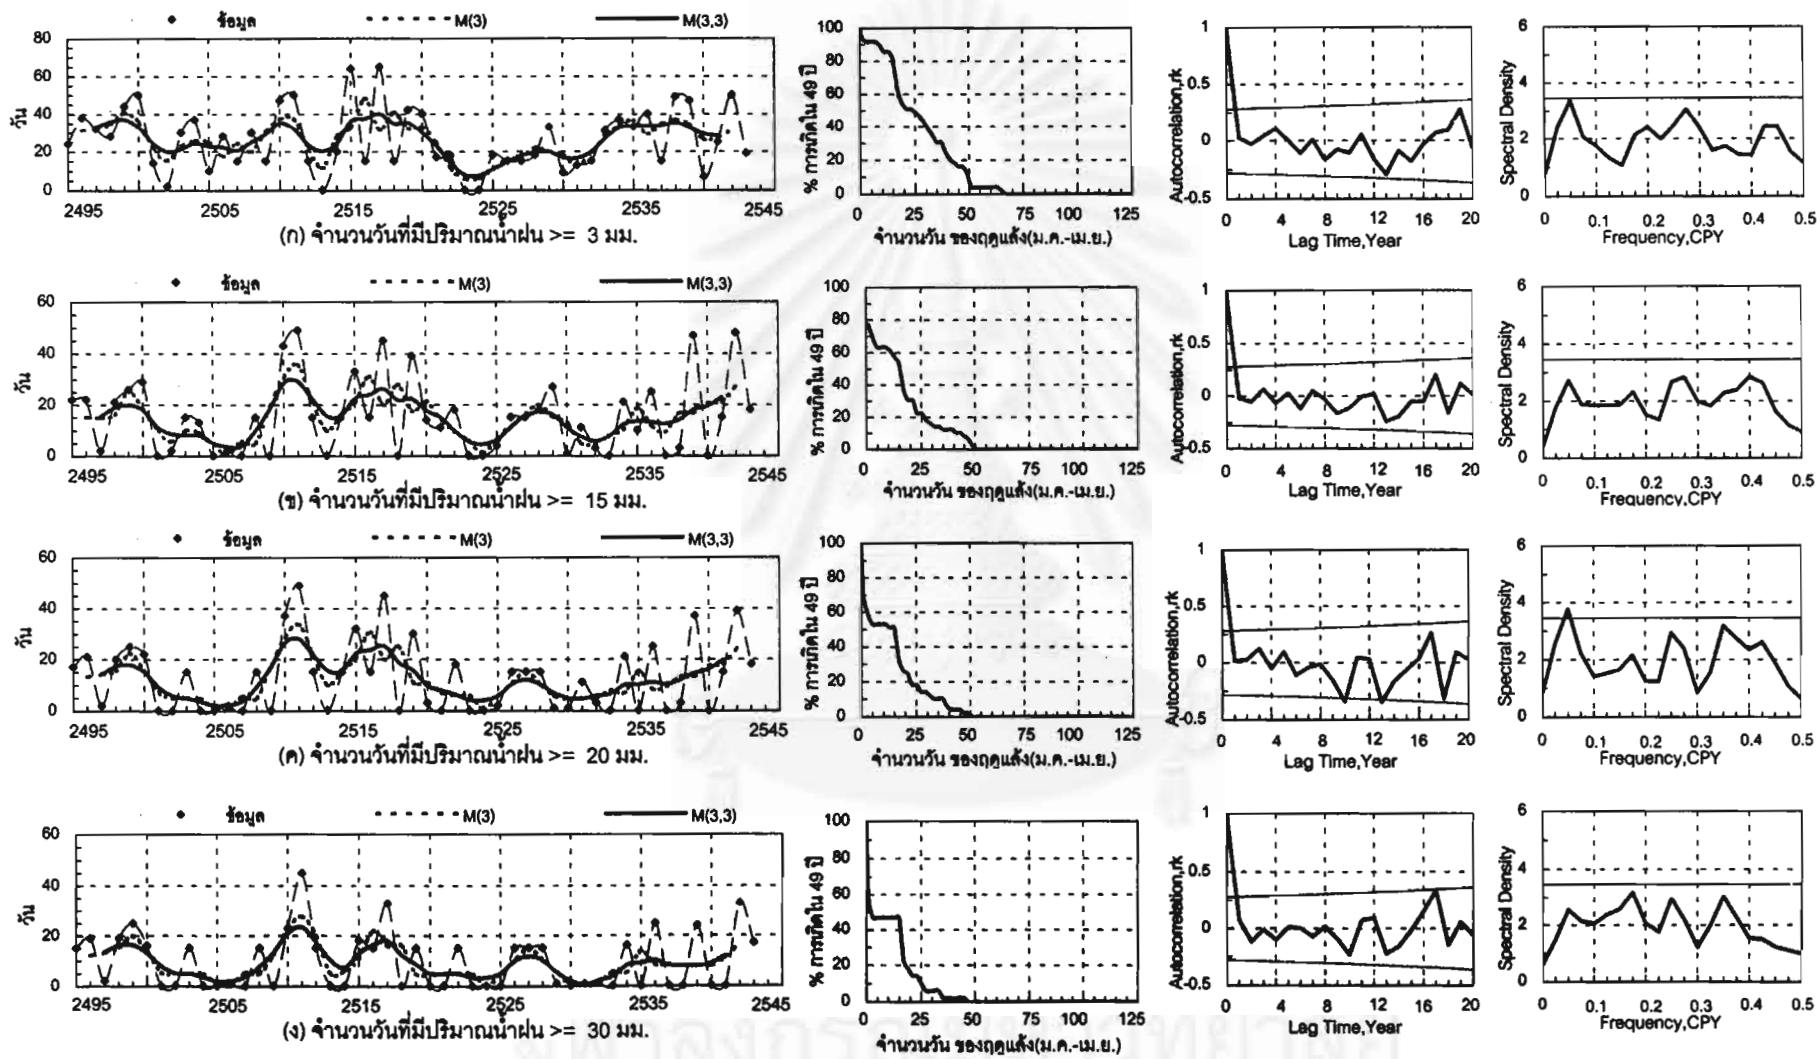 ข้อมูล M(3) M(3,3)
วัน
80
60
40
20
0
2495 2505 2515 2525 2535 2545
(ก) จำนวนวันที่มีปริมาณน้ำฝน >= 3 มม.
% การเกิดใน 49 ปี
100
80
60
40
20
0
0 25 50 75 100 125
จำนวนวัน ของฤดูแล้ง(ม.ค.-เม.ย.)
Autocorrelation,rk
1
0.5
0
-0.5
0 4 8 12 16 20
Lag Time,Year
Spectral Density
6
4
2
0
0 0.1 0.2 0.3 0.4 0.5
Frequency,CPY
ข้อมูล M(3) M(3,3)
วัน
60
40
20
0
2495 2505 2515 2525 2535 2545
(ข) จำนวนวันที่มีปริมาณน้ำฝน >= 15 มม.
% การเกิดใน 49 ปี
100
80
60
40
20
0
0 25 50 75 100 125
จำนวนวัน ของฤดูแล้ง(ม.ค.-เม.ย.)
Autocorrelation,rk
1
0.5
0
-0.5
0 4 8 12 16 20
Lag Time,Year
Spectral Density
6
4
2
0
0 0.1 0.2 0.3 0.4 0.5
Frequency,CPY
ข้อมูล M(3) M(3,3)
วัน
60
40
20
0
2495 2505 2515 2525 2535 2545
(ค) จำนวนวันที่มีปริมาณน้ำฝน >= 20 มม.
% การเกิดใน 49 ปี
100
80
60
40
20
0
0 25 50 75 100 125
จำนวนวัน ของฤดูแล้ง(ม.ค.-เม.ย.)
Autocorrelation,rk
1
0.5
0
-0.5
0 4 8 12 16 20
Lag Time,Year
Spectral Density
6
4
2
0
0 0.1 0.2 0.3 0.4 0.5
Frequency,CPY
ข้อมูล M(3) M(3,3)
วัน
60
40
20
0
2495 2505 2515 2525 2535 2545
(ง) จำนวนวันที่มีปริมาณน้ำฝน >= 30 มม.
% การเกิดใน 49 ปี
100
80
60
40
20
0
0 25 50 75 100 125
จำนวนวัน ของฤดูแล้ง(ม.ค.-เม.ย.)
Autocorrelation,rk
1
0.5
0
-0.5
0 4 8 12 16 20
Lag Time,Year
Spectral Density
6
4
2
0
0 0.1 0.2 0.3 0.4 0.5
Frequency,CPY